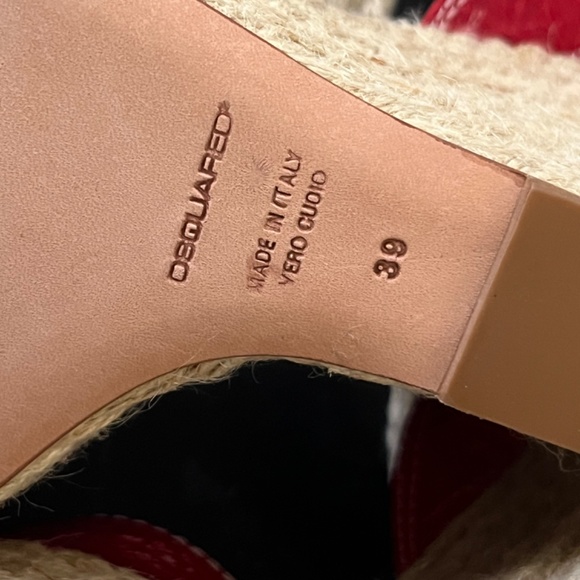 DSQUARED²
MADE IN ITALY
VERO CUOIO
39